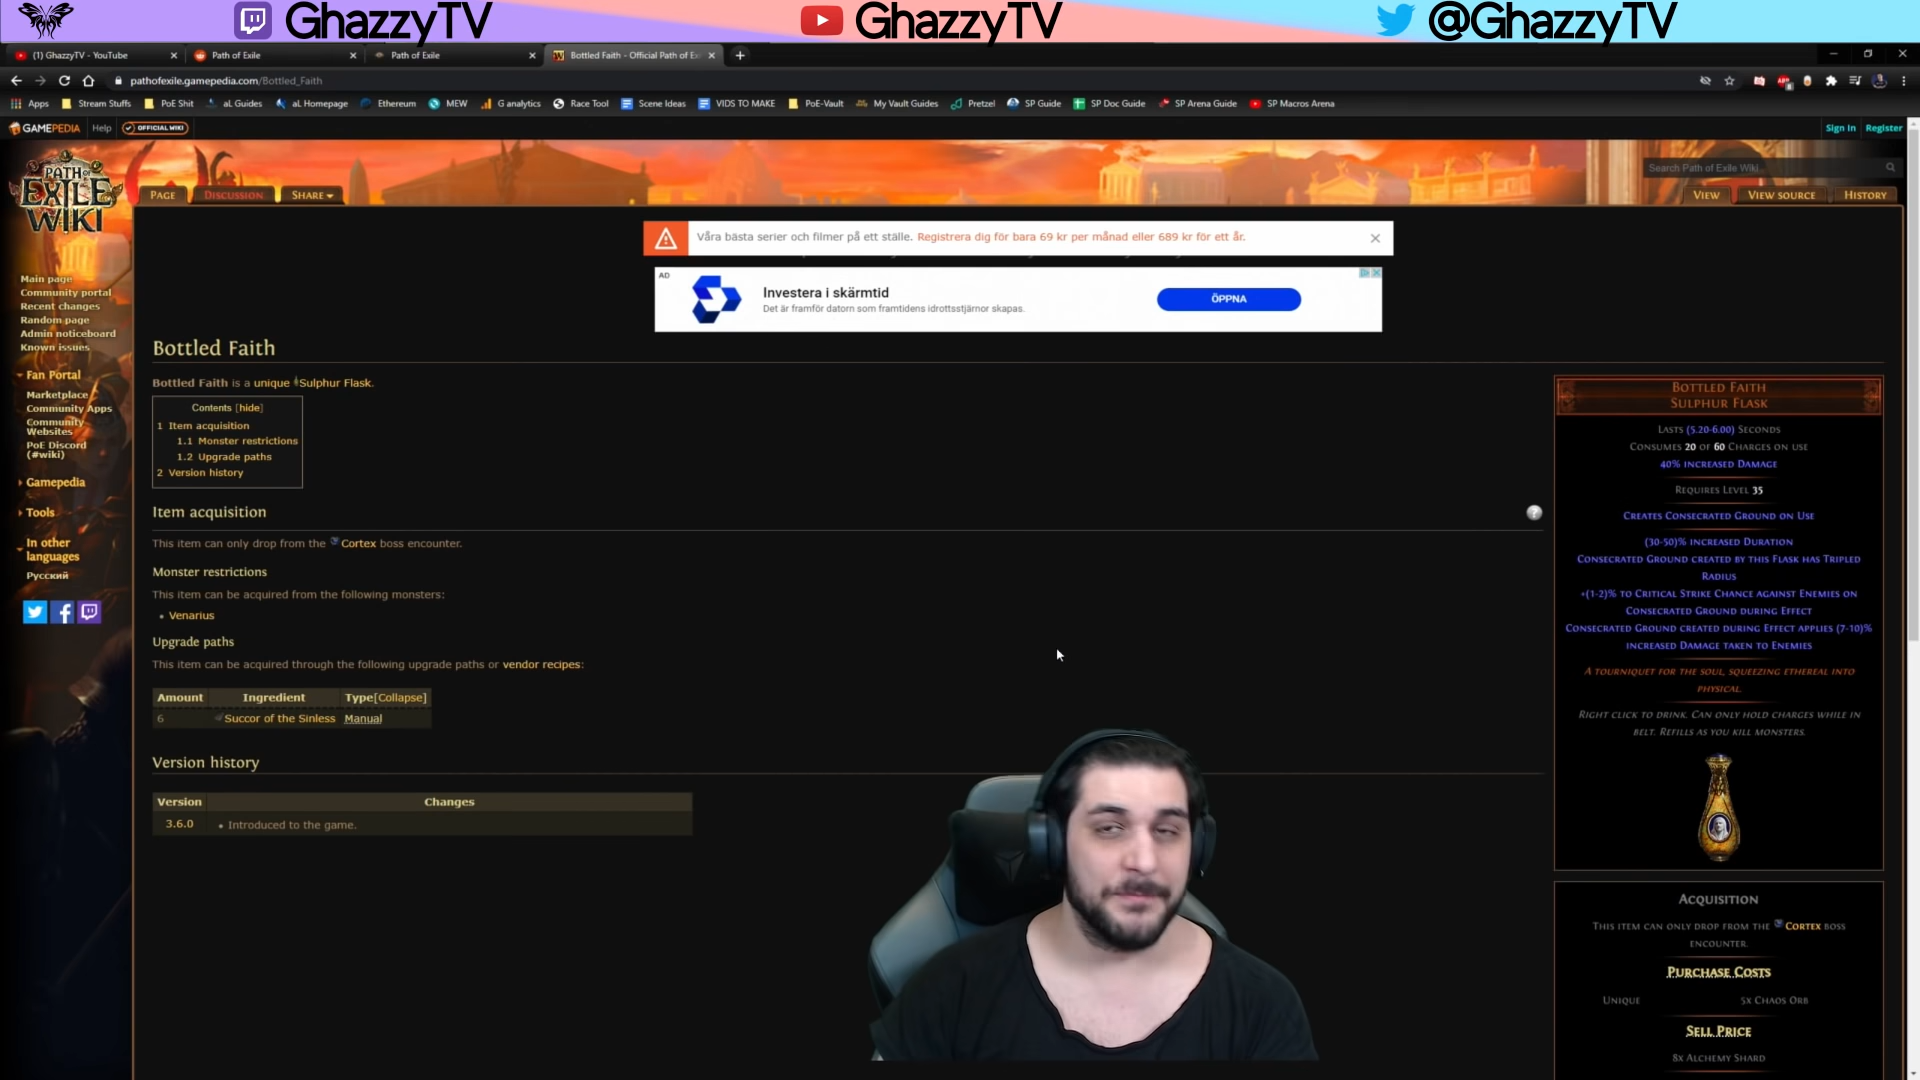 GhazzyTV
GhazzyTV
@GhazzyTV
(1) GhazzyTV - YouTube
Path of Exile
Path of Exile
Bottled Faith - Official Path of Ex
pathofexile.gamepedia.com/Bottled_Faith
Apps
Stream Stuffs
PoE Shit
aL Guides
aL Homepage
Ethereum
MEW
G analytics
Race Tool
Scene Ideas
VIDS TO MAKE
PoE-Vault
My Vault Guides
Pretzel
SP Guide
SP Doc Guide
SP Arena Guide
SP Macros Arena
GAMEPEDIA
Help
OFFICIAL WIKI
Sign In
Register
PATH OF
EXILE
WIKI
PAGE
DISCUSSION
SHARE
Search Path of Exile Wiki
VIEW
VIEW SOURCE
HISTORY
Våra bästa serier och filmer på ett ställe. Registrera dig för bara 69 kr per månad eller 689 kr för ett år.
AD
Investera i skärmtid
Det är framför datorn som framtidens idrottsstjärnor skapas.
ÖPPNA
Main page
Community portal
Recent changes
Random page
Admin noticeboard
Known issues
Fan Portal
Marketplace
Community Apps
Community
Websites
PoE Discord
(#wiki)
Gamepedia
Tools
In other
languages
Русский
Bottled Faith
Bottled Faith is a unique Sulphur Flask.
Contents [hide]
1 Item acquisition
1.1 Monster restrictions
1.2 Upgrade paths
2 Version history
Item acquisition
This item can only drop from the Cortex boss encounter.
Monster restrictions
This item can be acquired from the following monsters:
• Venarius
Upgrade paths
This item can be acquired through the following upgrade paths or vendor recipes:
Amount Ingredient Type[Collapse]
6 Succor of the Sinless Manual
Version history
Version Changes
3.6.0 • Introduced to the game.
BOTTLED FAITH
SULPHUR FLASK
LASTS (5.20-6.00) SECONDS
CONSUMES 20 OF 60 CHARGES ON USE
40% INCREASED DAMAGE
REQUIRES LEVEL 35
CREATES CONSECRATED GROUND ON USE
(30-50)% INCREASED DURATION
CONSECRATED GROUND CREATED BY THIS FLASK HAS TRIPLED
RADIUS
+(1-2)% TO CRITICAL STRIKE CHANCE AGAINST ENEMIES ON
CONSECRATED GROUND DURING EFFECT
CONSECRATED GROUND CREATED DURING EFFECT APPLIES (7-10)%
INCREASED DAMAGE TAKEN TO ENEMIES
A TOURNIQUET FOR THE SOUL, SQUEEZING ETHEREAL INTO
PHYSICAL.
RIGHT CLICK TO DRINK. CAN ONLY HOLD CHARGES WHILE IN
BELT. REFILLS AS YOU KILL MONSTERS.
ACQUISITION
THIS ITEM CAN ONLY DROP FROM THE CORTEX BOSS
ENCOUNTER.
PURCHASE COSTS
UNIQUE 5X CHAOS ORB
SELL PRICE
8X ALCHEMY SHARD